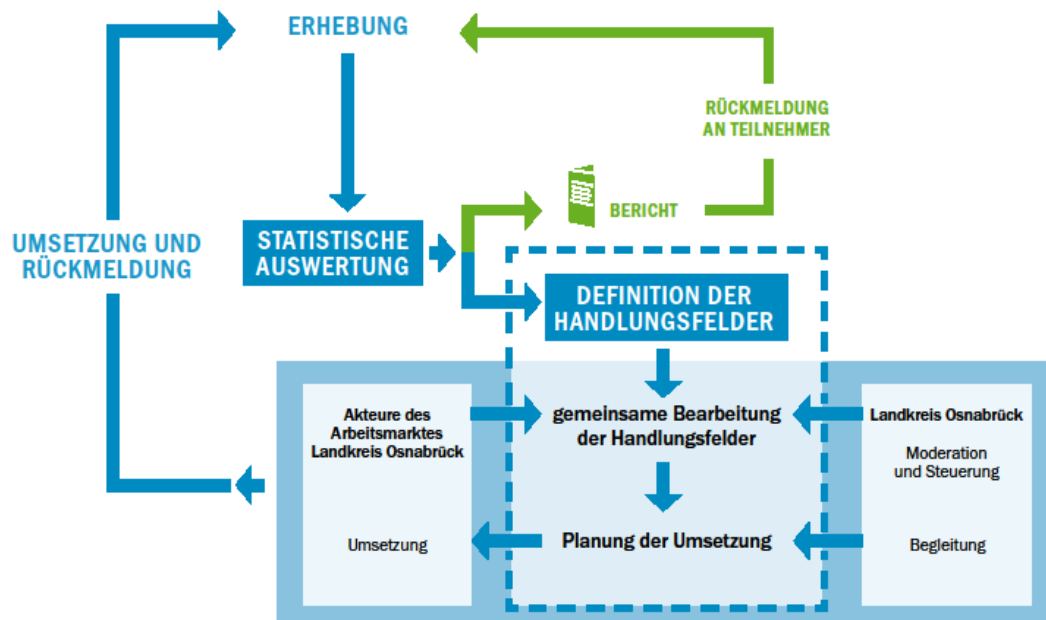 ERHEBUNG
RÜCKMELDUNG
AN TEILNEHMER
BERICHT
UMSETZUNG UND
RÜCKMELDUNG
STATISTISCHE
AUSWERTUNG
DEFINITION DER
HANDLUNGSFELDER
Akteure des
Arbeitsmarktes
Landkreis Osnabrück
gemeinsame Bearbeitung
der Handlungsfelder
Landkreis Osnabrück
Moderation
und Steuerung
Umsetzung
Planung der Umsetzung
Begleitung